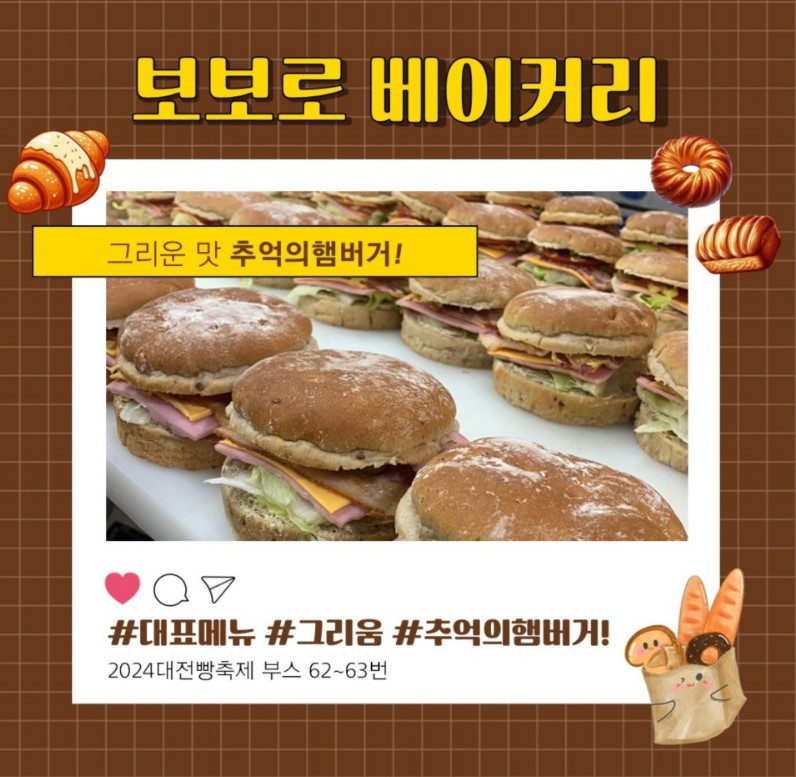 보보로 베이커리
그리운 맛 추억의햄버거!
#대표메뉴 #그리움 #추억의햄버거!
2024대전빵축제 부스 62~63번